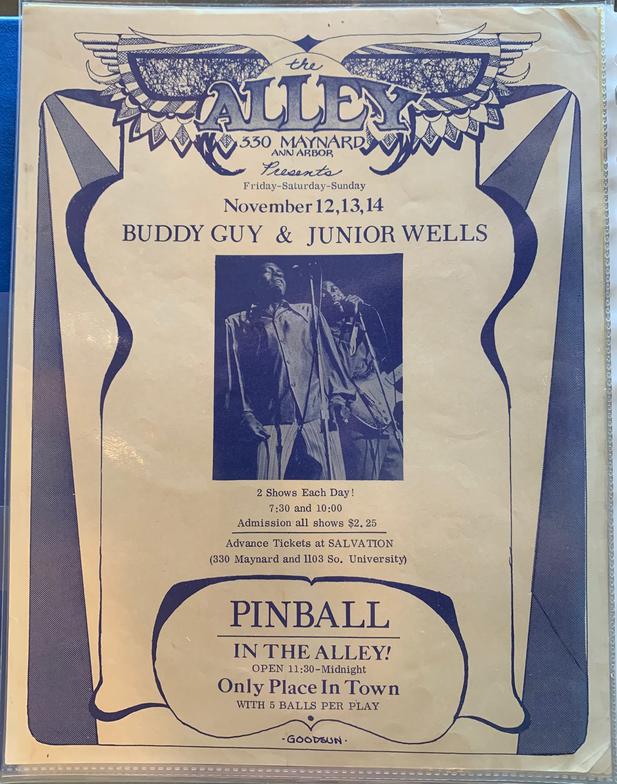 the
ALLEY
330 MAYNARD
ANN ARBOR
Presents
Friday-Saturday-Sunday
November 12,13,14
BUDDY GUY & JUNIOR WELLS
2 Shows Each Day!
7:30 and 10:00
Admission all shows $2.25
Advance Tickets at SALVATION
(330 Maynard and 1103 So. University)
PINBALL
IN THE ALLEY!
OPEN 11:30-Midnight
Only Place In Town
WITH 5 BALLS PER PLAY
·GOODSUN·